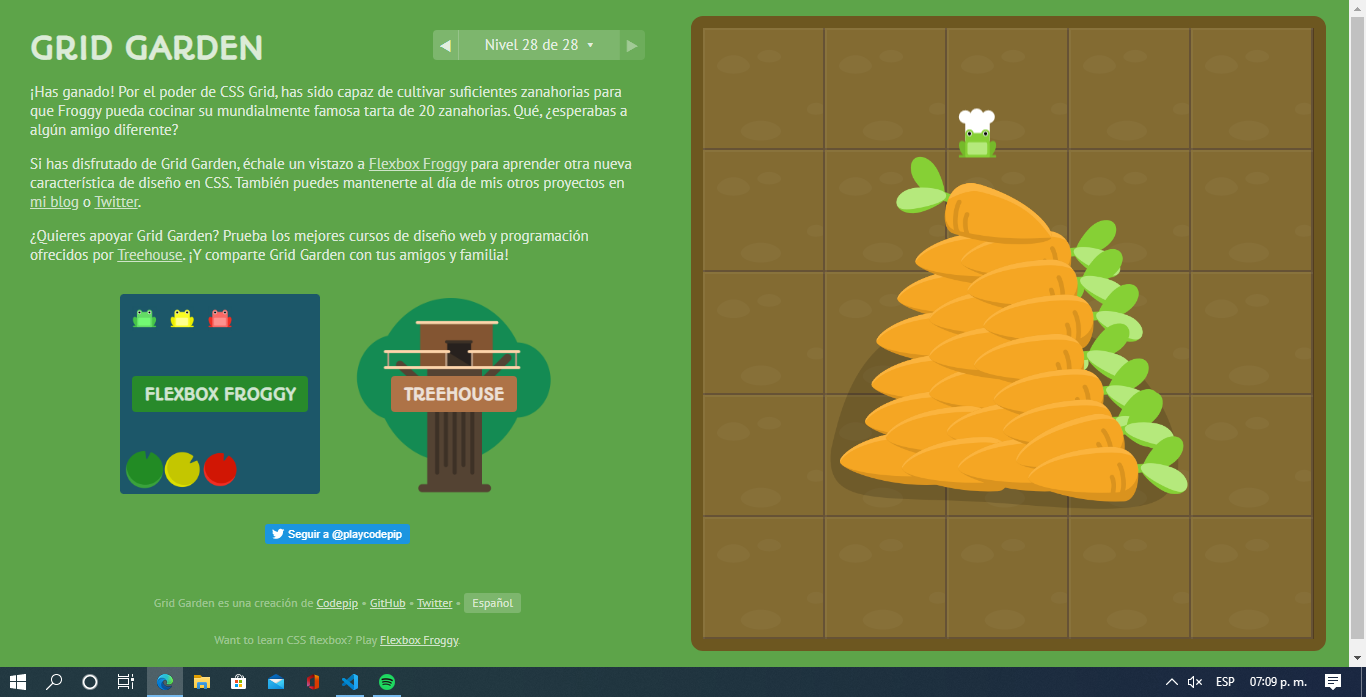 GRID GARDEN
◀ Nivel 28 de 28 ▾ ▶
¡Has ganado! Por el poder de CSS Grid, has sido capaz de cultivar suficientes zanahorias para
que Froggy pueda cocinar su mundialmente famosa tarta de 20 zanahorias. Qué, ¿esperabas a
algún amigo diferente?
Si has disfrutado de Grid Garden, échale un vistazo a Flexbox Froggy para aprender otra nueva
característica de diseño en CSS. También puedes mantenerte al día de mis otros proyectos en
mi blog o Twitter.
¿Quieres apoyar Grid Garden? Prueba los mejores cursos de diseño web y programación
ofrecidos por Treehouse. ¡Y comparte Grid Garden con tus amigos y familia!
FLEXBOX FROGGY
TREEHOUSE
Seguir a @playcodepip
Grid Garden es una creación de Codepip • GitHub • Twitter • Español
Want to learn CSS flexbox? Play Flexbox Froggy.
ESP 07:09 p. m.